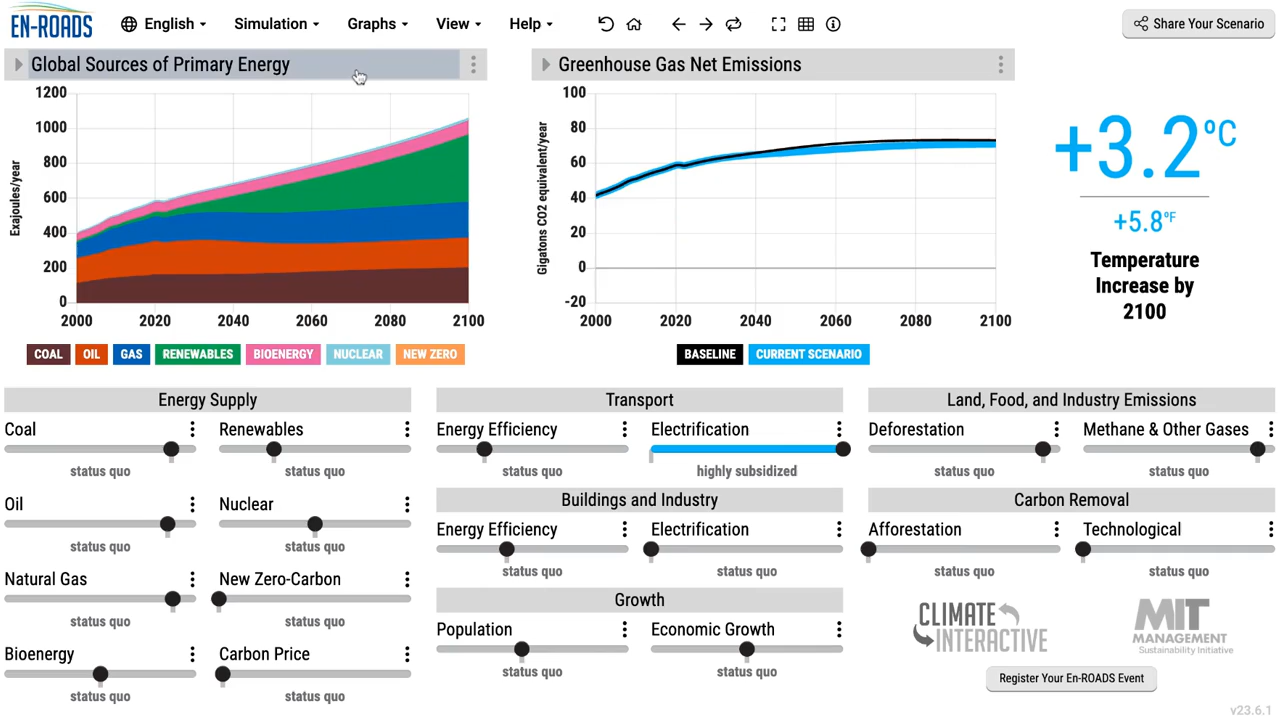 EN-ROADS
English
Simulation
Graphs
View
Help
Share Your Scenario
Global Sources of Primary Energy
Greenhouse Gas Net Emissions
1200
1000
800
600
400
200
0
Exajoules/year
2000 2020 2040 2060 2080 2100
COAL OIL GAS RENEWABLES BIOENERGY NUCLEAR NEW ZERO
100
80
60
40
20
0
-20
Gigatons CO2 equivalent/year
2000 2020 2040 2060 2080 2100
BASELINE CURRENT SCENARIO
+3.2°C
+5.8°F
Temperature
Increase by
2100
Energy Supply
Coal
status quo
Renewables
status quo
Oil
status quo
Nuclear
status quo
Natural Gas
status quo
New Zero-Carbon
status quo
Bioenergy
status quo
Carbon Price
status quo
Transport
Energy Efficiency
status quo
Electrification
highly subsidized
Buildings and Industry
Energy Efficiency
status quo
Electrification
status quo
Growth
Population
status quo
Economic Growth
status quo
Land, Food, and Industry Emissions
Deforestation
status quo
Methane & Other Gases
status quo
Carbon Removal
Afforestation
status quo
Technological
status quo
CLIMATE
INTERACTIVE
MIT
MANAGEMENT
Sustainability Initiative
Register Your En-ROADS Event
v23.6.1